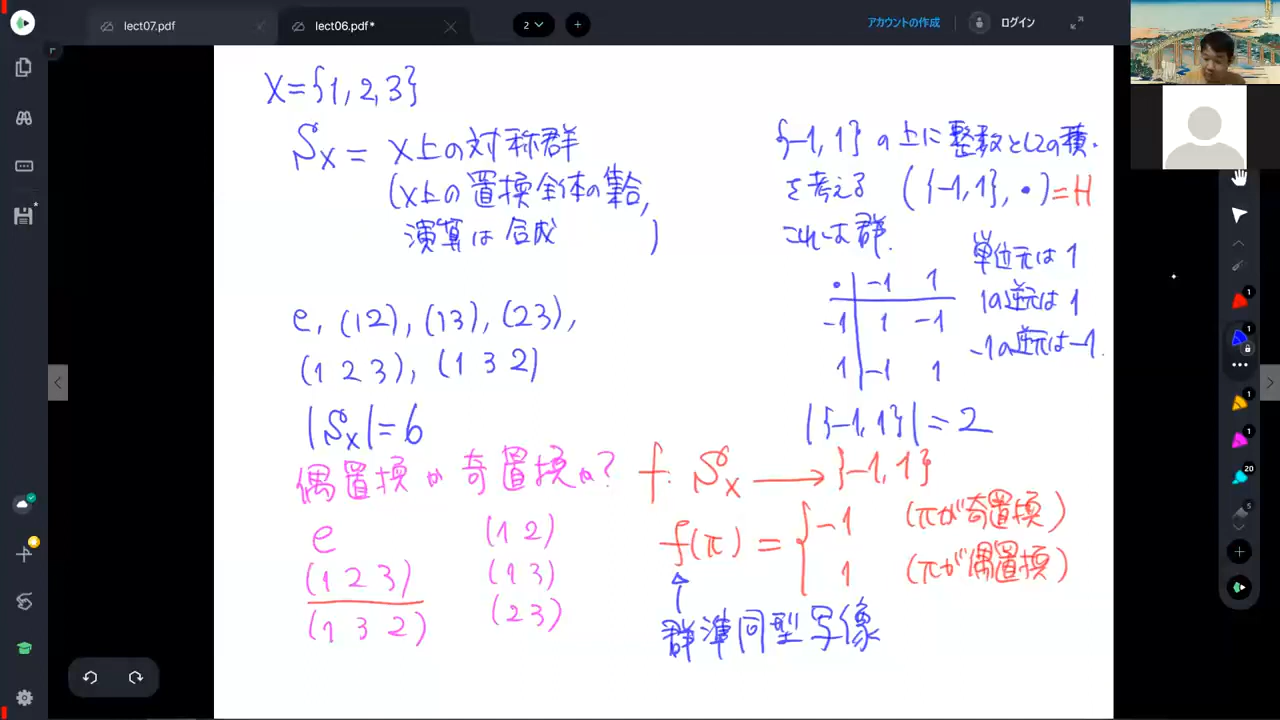 lect07.pdf
lect06.pdf*
2
アカウントの作成
ログイン
X={1,2,3}
S_X = X上の対称群
(X上の置換全体の集合,
演算は合成 )
e, (12), (13), (23),
(1 2 3), (1 3 2)
|S_X|=6
偶置換か奇置換か?
e
(1 2 3)
(1 3 2)
(1 2)
(1 3)
(2 3)
{-1, 1}の上に整数としての積・
を考える ({-1,1}, ・)=H
これは群.
・ -1 1
-1 1 -1
1 -1 1
単位元は 1
1の逆元は 1
-1の逆元は -1.
|{-1,1}|=2
f: S_X → {-1, 1}
f(π) = { -1 (πが奇置換)
1 (πが偶置換)
↑
群準同型写像
1
1
1
1
20
5